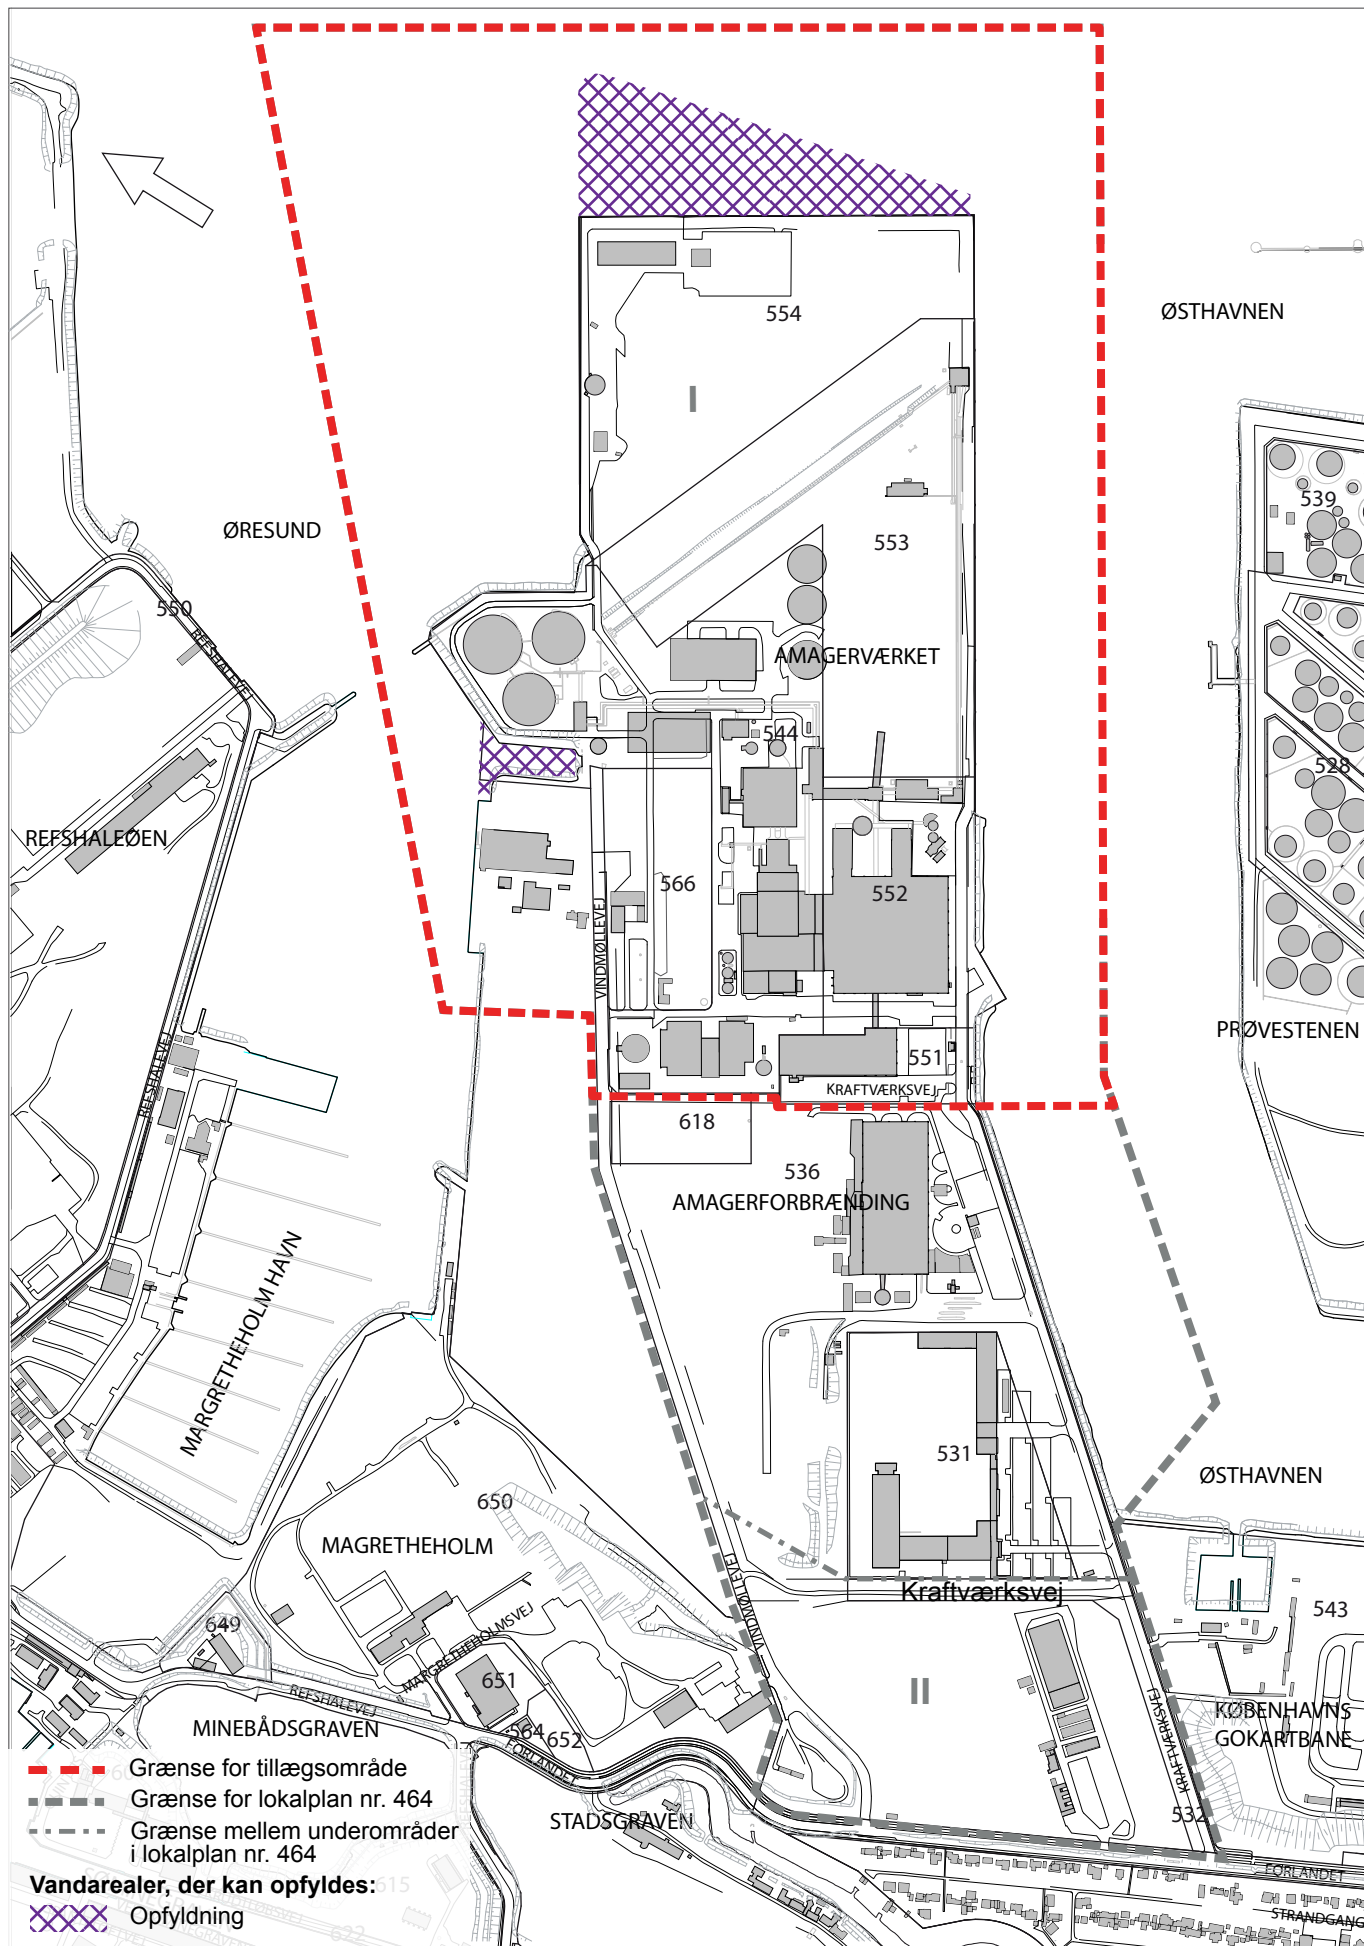 ØSTHAVNEN
554
I
539
ØRESUND
553
550
REFSHALEVEJ
AMAGERVÆRKET
544
528
REFSHALEØEN
566
552
VINDMØLLEVEJ
PRØVESTENEN
551
REFSHALEVEJ
KRAFTVÆRKSVEJ
618
536
AMAGERFORBRÆNDING
MARGRETHEHOLM HAVN
531
ØSTHAVNEN
650
MAGRETHEHOLM
VINDMØLLEVEJ
Kraftværksvej
543
649
MARGRETHEHOLMSVEJ
651
II
REFSHALEVEJ
KRAFTVÆRKSVEJ
KØBENHAVNS
GOKARTBANE
MINEBÅDSGRAVEN
564
652
FORLANDET
STADSGRAVEN
532
FORLANDET
STRANDGANG
Grænse for tillægsområde
Grænse for lokalplan nr. 464
Grænse mellem underområder
i lokalplan nr. 464
Vandarealer, der kan opfyldes:
615
Opfyldning
622